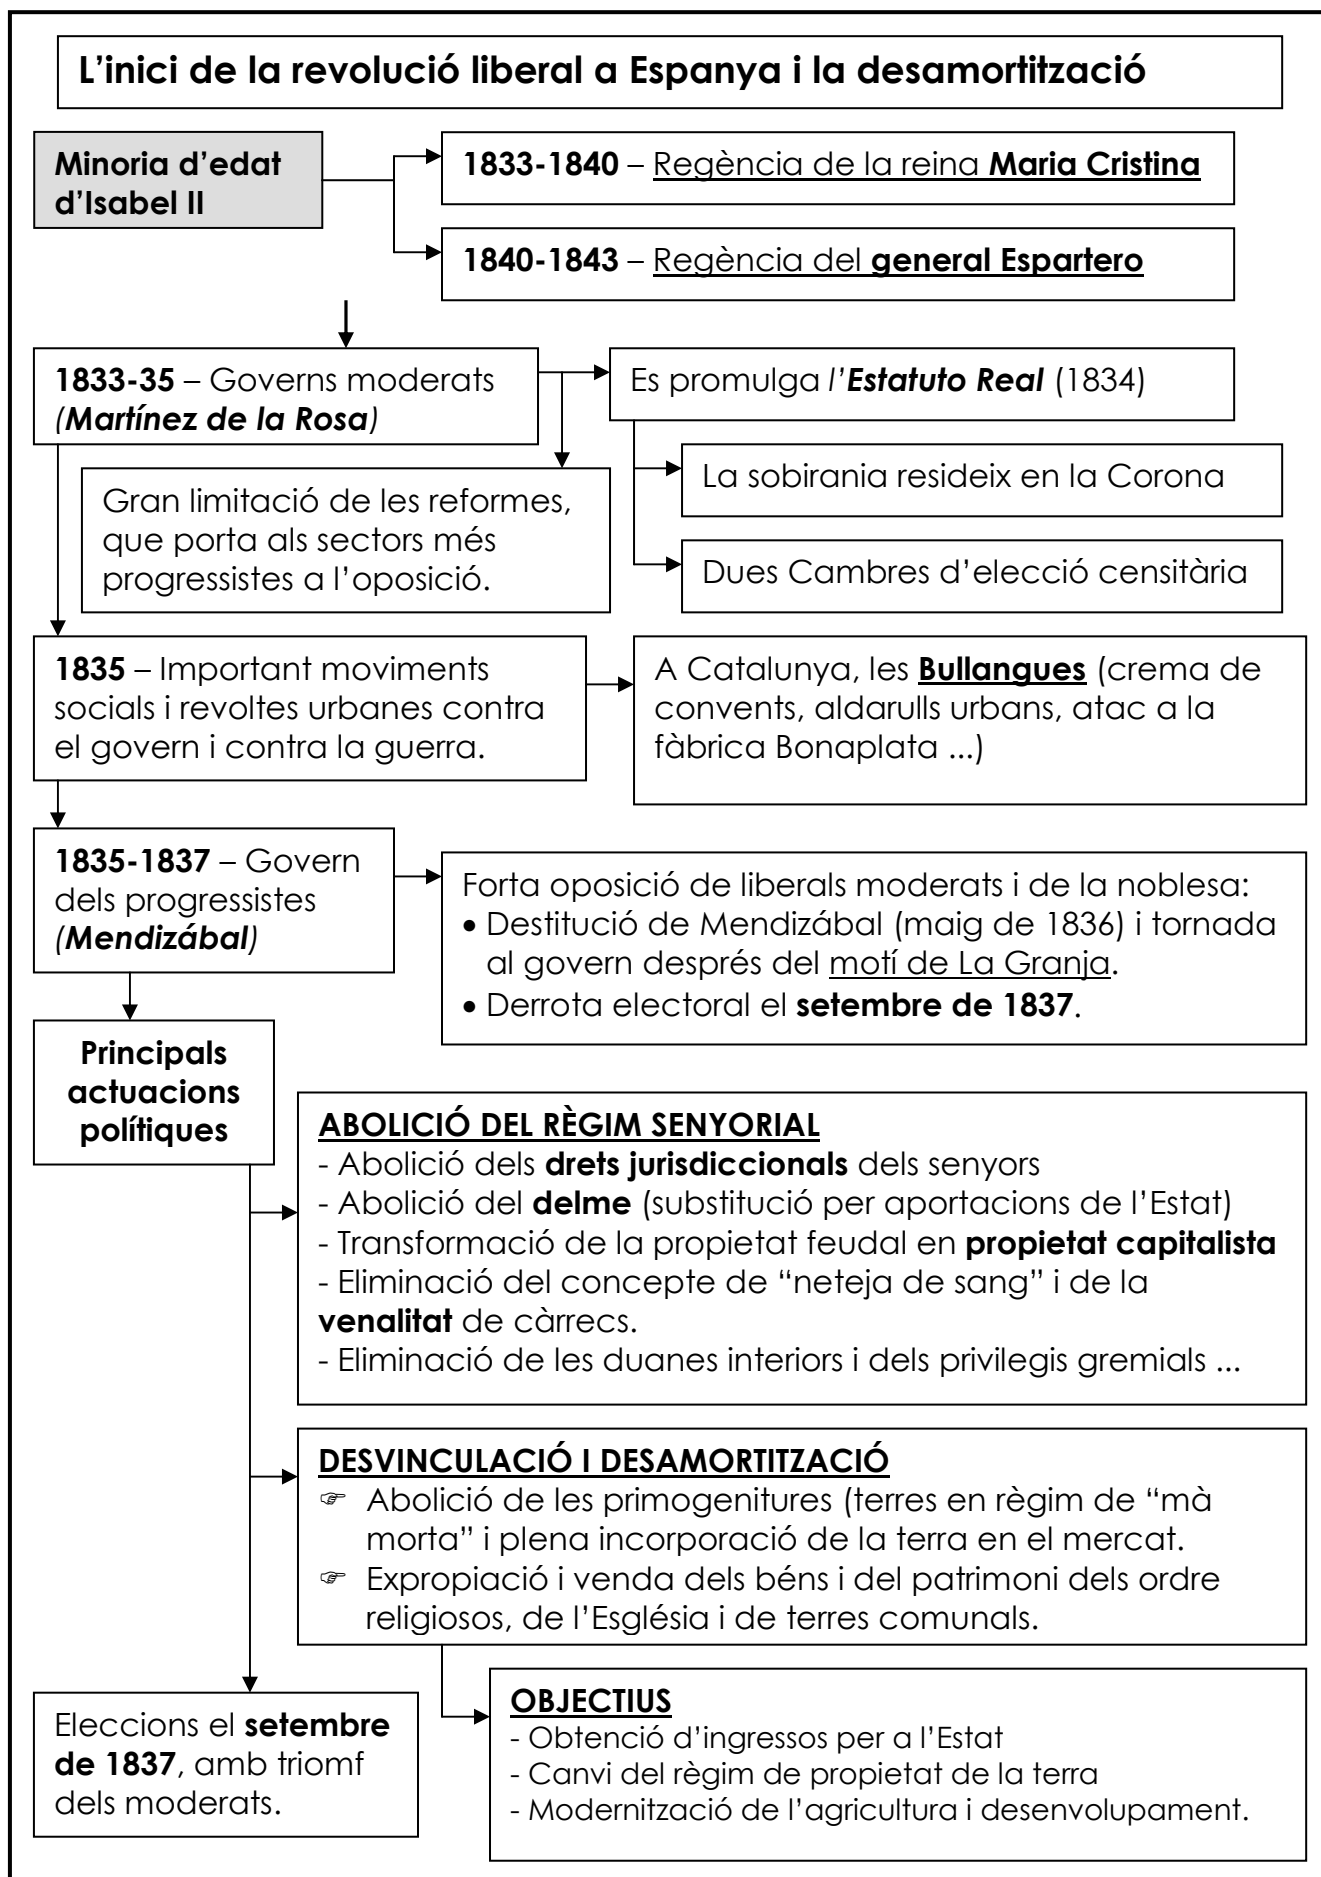 L'inici de la revolució liberal a Espanya i la desamortització
Minoria d'edat
d'Isabel II
1833-1840 – Regència de la reina Maria Cristina
1840-1843 – Regència del general Espartero
1833-35 – Governs moderats
(Martínez de la Rosa)
Es promulga l'Estatuto Real (1834)
La sobirania resideix en la Corona
Gran limitació de les reformes,
que porta als sectors més
progressistes a l'oposició.
Dues Cambres d'elecció censitària
1835 – Important moviments
socials i revoltes urbanes contra
el govern i contra la guerra.
A Catalunya, les Bullangues (crema de
convents, aldarulls urbans, atac a la
fàbrica Bonaplata ...)
1835-1837 – Govern
dels progressistes
(Mendizábal)
Forta oposició de liberals moderats i de la noblesa:
• Destitució de Mendizábal (maig de 1836) i tornada
al govern després del motí de La Granja.
• Derrota electoral el setembre de 1837.
Principals
actuacions
polítiques
ABOLICIÓ DEL RÈGIM SENYORIAL
- Abolició dels drets jurisdiccionals dels senyors
- Abolició del delme (substitució per aportacions de l'Estat)
- Transformació de la propietat feudal en propietat capitalista
- Eliminació del concepte de “neteja de sang” i de la
venalitat de càrrecs.
- Eliminació de les duanes interiors i dels privilegis gremials ...
DESVINCULACIÓ I DESAMORTITZACIÓ
☞ Abolició de les primogenitures (terres en règim de “mà
morta” i plena incorporació de la terra en el mercat.
☞ Expropiació i venda dels béns i del patrimoni dels ordre
religiosos, de l'Església i de terres comunals.
Eleccions el setembre
de 1837, amb triomf
dels moderats.
OBJECTIUS
- Obtenció d'ingressos per a l'Estat
- Canvi del règim de propietat de la terra
- Modernització de l'agricultura i desenvolupament.